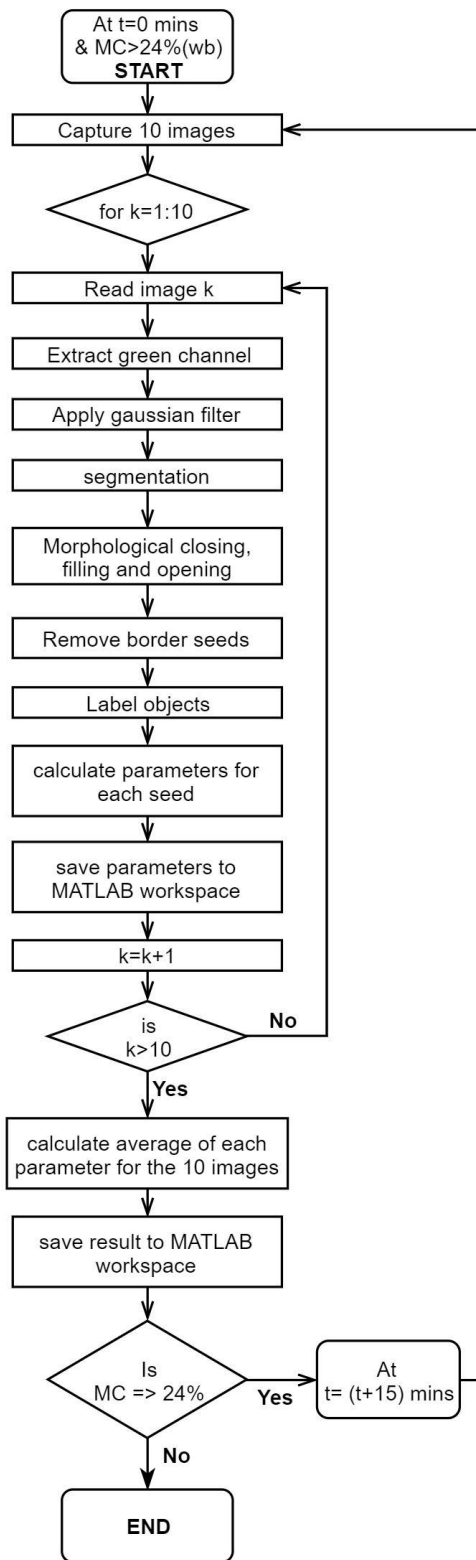 At t=0 mins
& MC>24%(wb)
START
Capture 10 images
for k=1:10
Read image k
Extract green channel
Apply gaussian filter
segmentation
Morphological closing,
filling and opening
Remove border seeds
Label objects
calculate parameters for
each seed
save parameters to
MATLAB workspace
k=k+1
is
k>10
No
Yes
calculate average of each
parameter for the 10 images
save result to MATLAB
workspace
Is
MC => 24%
Yes
At
t= (t+15) mins
No
END